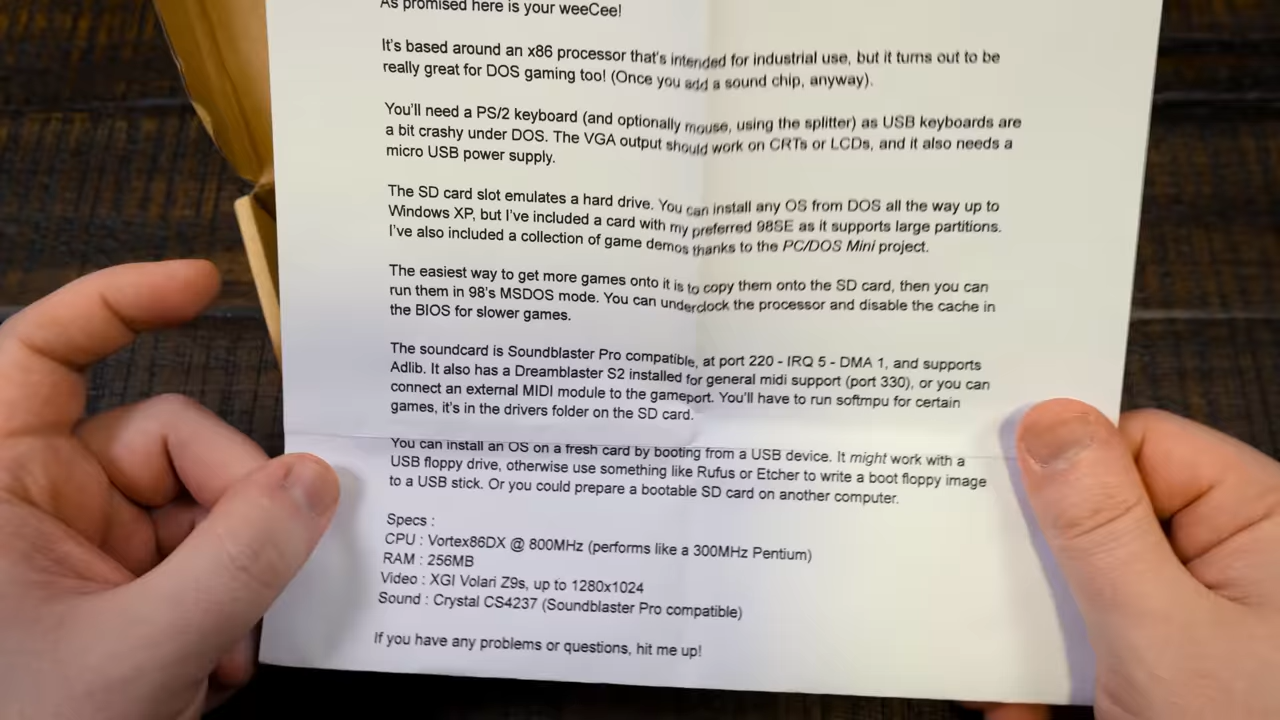 As promised here is your weeCee!
It's based around an x86 processor that's intended for industrial use, but it turns out to be
really great for DOS gaming too! (Once you add a sound chip, anyway).
You'll need a PS/2 keyboard (and optionally mouse, using the splitter) as USB keyboards are
a bit crashy under DOS. The VGA output should work on CRTs or LCDs, and it also needs a
micro USB power supply.
The SD card slot emulates a hard drive. You can install any OS from DOS all the way up to
Windows XP, but I've included a card with my preferred 98SE as it supports large partitions.
I've also included a collection of game demos thanks to the PC/DOS Mini project.
The easiest way to get more games onto it is to copy them onto the SD card, then you can
run them in 98's MSDOS mode. You can underclock the processor and disable the cache in
the BIOS for slower games.
The soundcard is Soundblaster Pro compatible, at port 220 - IRQ 5 - DMA 1, and supports
Adlib. It also has a Dreamblaster S2 installed for general midi support (port 330), or you can
connect an external MIDI module to the gameport. You'll have to run softmpu for certain
games, it's in the drivers folder on the SD card.
You can install an OS on a fresh card by booting from a USB device. It might work with a
USB floppy drive, otherwise use something like Rufus or Etcher to write a boot floppy image
to a USB stick. Or you could prepare a bootable SD card on another computer.
Specs :
CPU : Vortex86DX @ 800MHz (performs like a 300MHz Pentium)
RAM : 256MB
Video : XGI Volari Z9s, up to 1280x1024
Sound : Crystal CS4237 (Soundblaster Pro compatible)
If you have any problems or questions, hit me up!